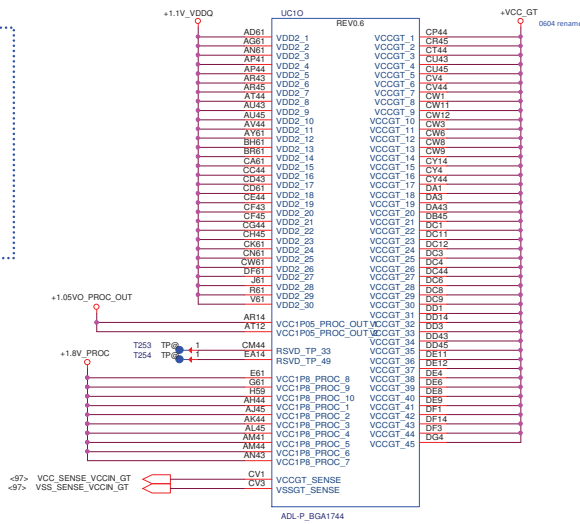 +1.1V_VDDQ UC1O +VCC_GT
REV0.6 0604 rename
AD61 VDD2_1 VCCGT_1 CP44
AG61 VDD2_2 VCCGT_2 CR45
AN61 VDD2_3 VCCGT_3 CT44
AP41 VDD2_4 VCCGT_4 CU43
AP44 VDD2_5 VCCGT_5 CU45
AR43 VDD2_6 VCCGT_6 CV4
AR45 VDD2_7 VCCGT_7 CV44
AT44 VDD2_8 VCCGT_8 CW1
AU43 VDD2_9 VCCGT_9 CW11
AU45 VDD2_10 VCCGT_10 CW12
AV44 VDD2_11 VCCGT_11 CW3
AY61 VDD2_12 VCCGT_12 CW6
BH61 VDD2_13 VCCGT_13 CW8
BR61 VDD2_14 VCCGT_14 CW9
CA61 VDD2_15 VCCGT_15 CY14
CC44 VDD2_16 VCCGT_16 CY4
CD43 VDD2_17 VCCGT_17 CY44
CD61 VDD2_18 VCCGT_18 DA1
CE44 VDD2_19 VCCGT_19 DA3
CF43 VDD2_20 VCCGT_20 DA43
CF45 VDD2_21 VCCGT_21 DB45
CG44 VDD2_22 VCCGT_22 DC1
CH45 VDD2_23 VCCGT_23 DC11
CK61 VDD2_24 VCCGT_24 DC12
CN61 VDD2_25 VCCGT_25 DC3
CW61 VDD2_26 VCCGT_26 DC4
DF61 VDD2_27 VCCGT_27 DC44
J61 VDD2_28 VCCGT_28 DC6
R61 VDD2_29 VCCGT_29 DC8
V61 VDD2_30 VCCGT_30 DC9
VCCGT_31 DD1
+1.05VO_PROC_OUT AR14 VCC1P05_PROC_OUT_1 VCCGT_32 DD14
AT12 VCC1P05_PROC_OUT_2 VCCGT_33 DD3
VCCGT_34 DD43
T253 TP@ 1 CM44 RSVD_TP_33 VCCGT_35 DD45
+1.8V_PROC T254 TP@ 1 EA14 RSVD_TP_49 VCCGT_36 DE11
VCCGT_37 DE12
E61 VCC1P8_PROC_8 VCCGT_38 DE4
G61 VCC1P8_PROC_9 VCCGT_39 DE6
H59 VCC1P8_PROC_10 VCCGT_40 DE8
AH44 VCC1P8_PROC_1 VCCGT_41 DE9
AJ45 VCC1P8_PROC_2 VCCGT_42 DF1
AK44 VCC1P8_PROC_3 VCCGT_43 DF14
AL45 VCC1P8_PROC_4 VCCGT_44 DF3
AM41 VCC1P8_PROC_5 VCCGT_45 DG4
AM44 VCC1P8_PROC_6
AN43 VCC1P8_PROC_7
<97> VCC_SENSE_VCCIN_GT CV1 VCCGT_SENSE
<97> VSS_SENSE_VCCIN_GT CV3 VSSGT_SENSE
ADL-P_BGA1744